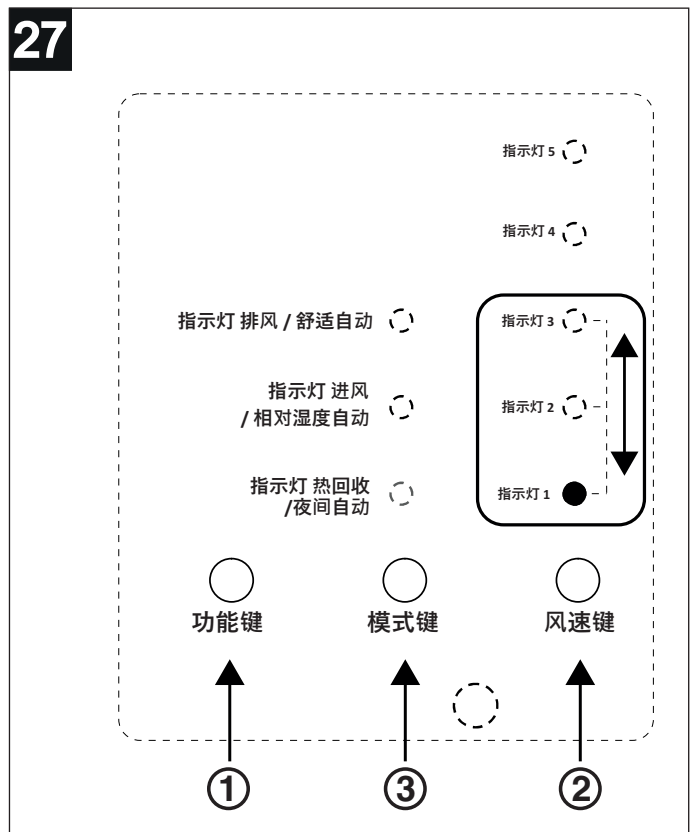 27
指示灯 5
指示灯 4
指示灯 排风 / 舒适自动
指示灯 3
指示灯 进风
/ 相对湿度自动
指示灯 2
指示灯 热回收
/夜间自动
指示灯 1
功能键
模式键
风速键
①
③
②